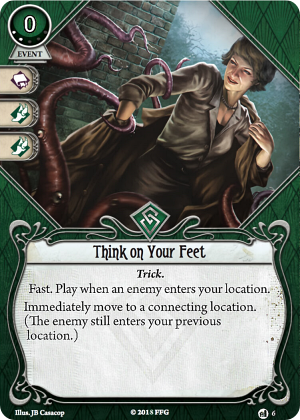 0
EVENT
Think on Your Feet
Trick.
Fast. Play when an enemy enters your location.
Immediately move to a connecting location.
(The enemy still enters your previous
location.)
Illus. JB Casacop
© 2018 FFG
6